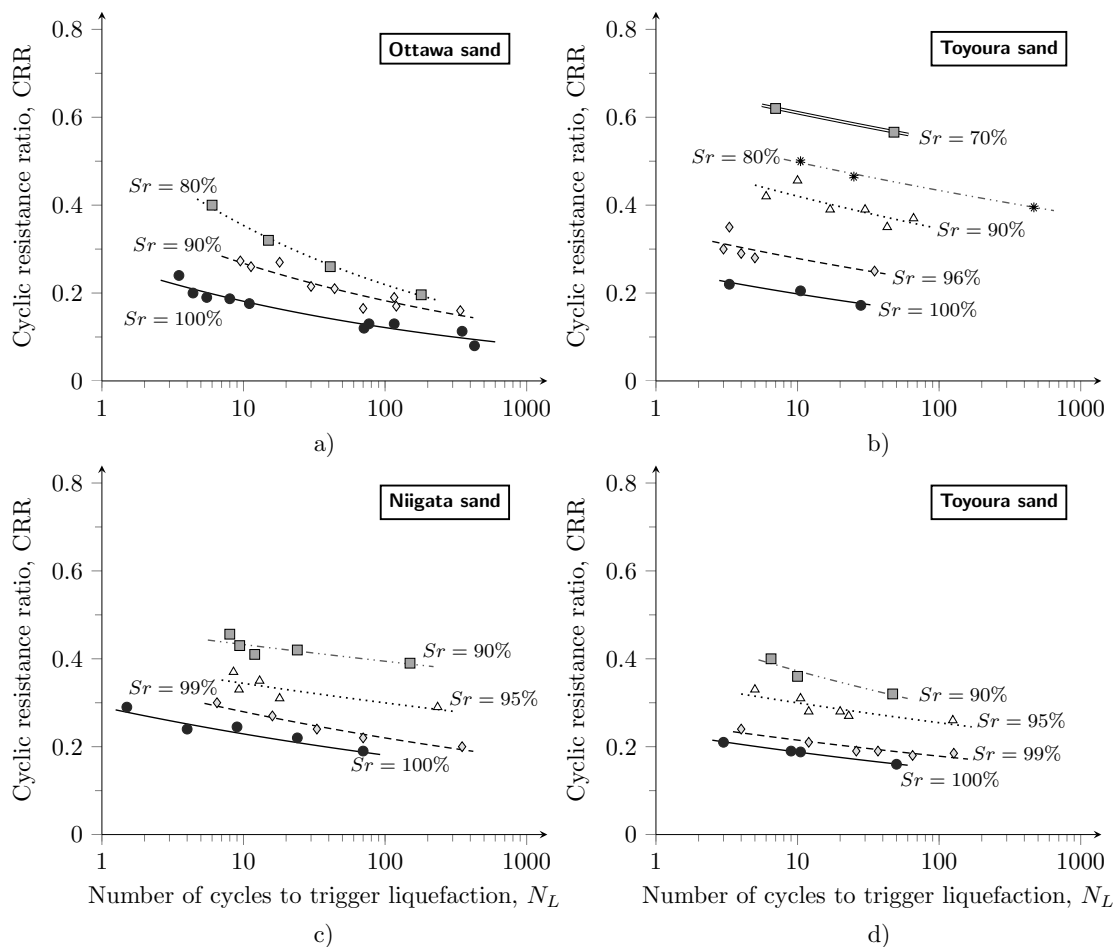 Cyclic resistance ratio, CRR
0.8
0.6
0.4
0.2
0
1
10
100
1000
Ottawa sand
Sr = 80%
Sr = 90%
Sr = 100%
a)
Cyclic resistance ratio, CRR
0.8
0.6
0.4
0.2
0
1
10
100
1000
Toyoura sand
Sr = 70%
Sr = 80%
Sr = 90%
Sr = 96%
Sr = 100%
b)
Cyclic resistance ratio, CRR
0.8
0.6
0.4
0.2
0
1
10
100
1000
Niigata sand
Sr = 90%
Sr = 99%
Sr = 95%
Sr = 100%
Number of cycles to trigger liquefaction, N_L
c)
Cyclic resistance ratio, CRR
0.8
0.6
0.4
0.2
0
1
10
100
1000
Toyoura sand
Sr = 90%
Sr = 95%
Sr = 99%
Sr = 100%
Number of cycles to trigger liquefaction, N_L
d)